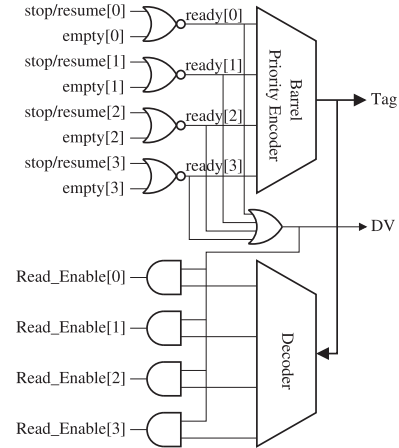 stop/resume[0]
ready[0]
empty[0]
stop/resume[1]
ready[1]
empty[1]
stop/resume[2]
ready[2]
empty[2]
stop/resume[3]
ready[3]
empty[3]
Barrel
Priority Encoder
Tag
DV
Read_Enable[0]
Read_Enable[1]
Read_Enable[2]
Read_Enable[3]
Decoder